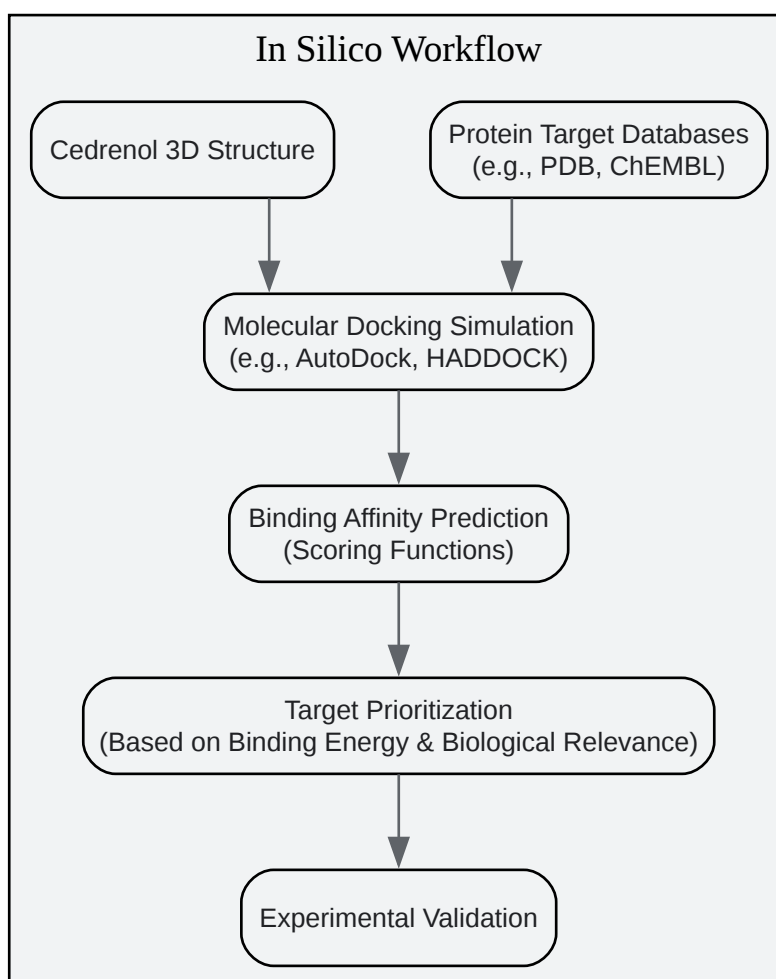 In Silico Workflow
Cedrenol 3D Structure
Protein Target Databases
(e.g., PDB, ChEMBL)
Molecular Docking Simulation
(e.g., AutoDock, HADDOCK)
Binding Affinity Prediction
(Scoring Functions)
Target Prioritization
(Based on Binding Energy & Biological Relevance)
Experimental Validation